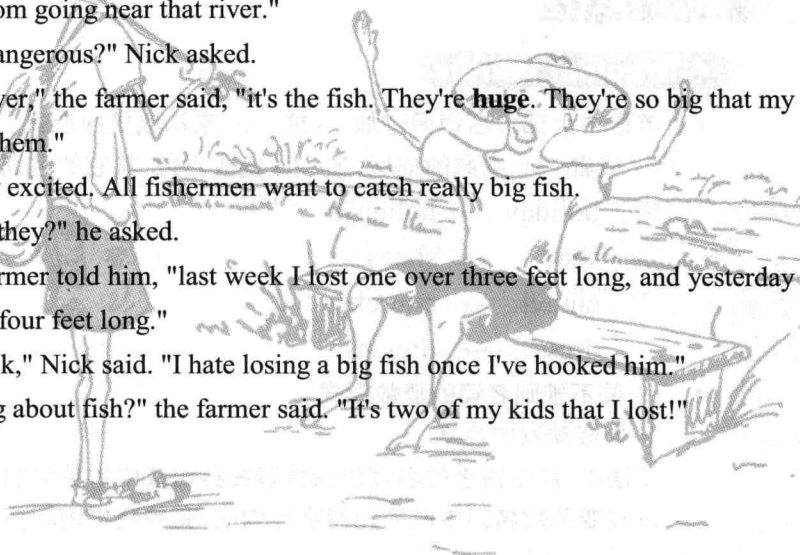 om going near that river."
angerous?" Nick asked.
ver," the farmer said, "it's the fish. They're huge. They're so big that my
hem."
excited. All fishermen want to catch really big fish.
they?" he asked.
rmer told him, "last week I lost one over three feet long, and yesterday
four feet long."
k," Nick said. "I hate losing a big fish once I've hooked him."
g about fish?" the farmer said. "It's two of my kids that I lost!"